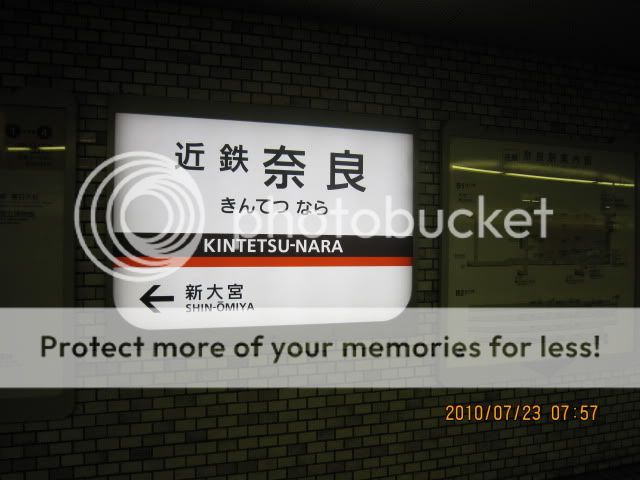 近鉄 奈良
きんてつ なら
KINTETSU-NARA
← 新大宮
SHIN-ŌMIYA
photobucket
Protect more of your memories for less!
2010/07/23 07:57